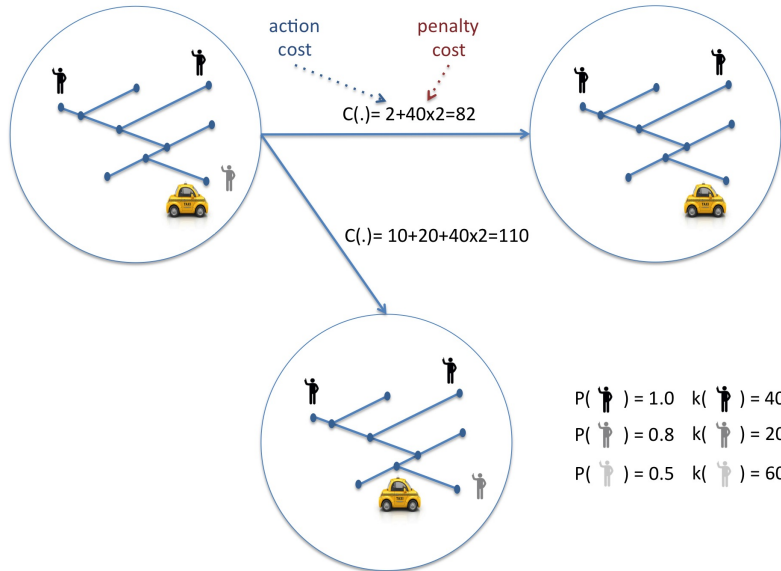 action
cost
penalty
cost
C(.)= 2+40x2=82
C(.)= 10+20+40x2=110
P( ) = 1.0 k( ) = 40
P( ) = 0.8 k( ) = 20
P( ) = 0.5 k( ) = 60